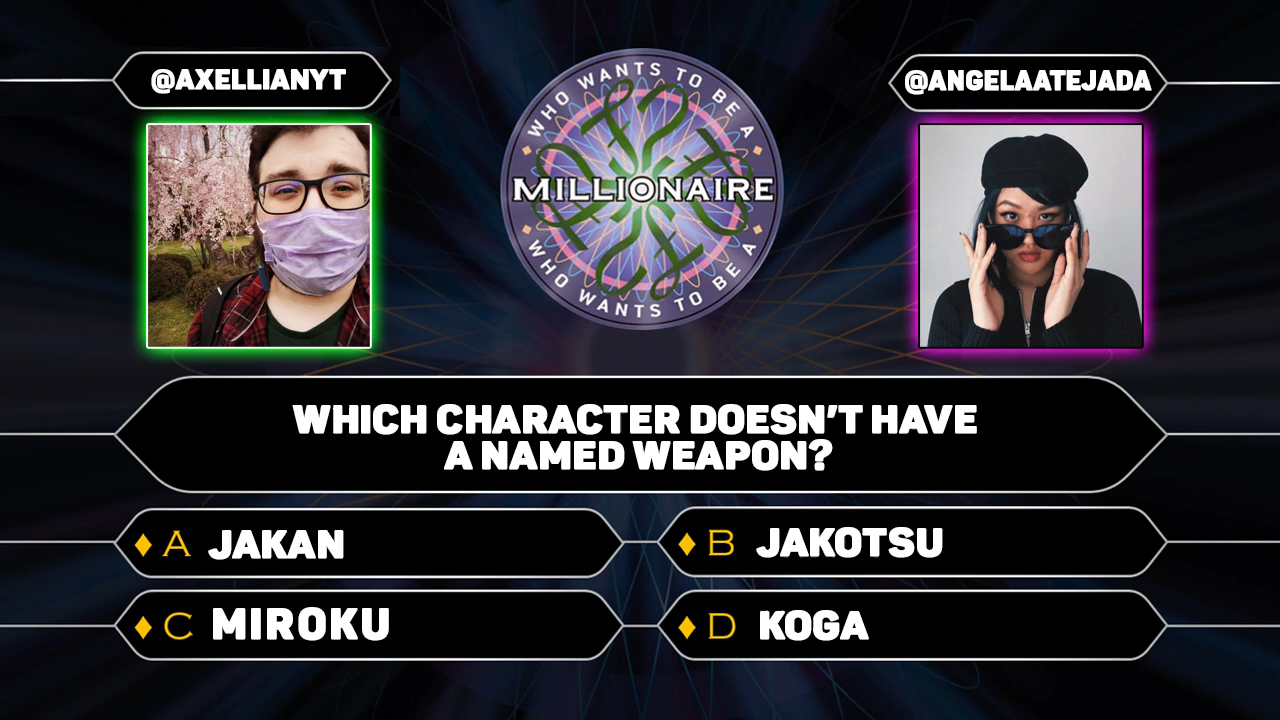 @AXELLIANYT
WHO WANTS TO BE A
MILLIONAIRE
WHO WANTS TO BE A
@ANGELAATEJADA
WHICH CHARACTER DOESN'T HAVE
A NAMED WEAPON?
A JAKAN
B JAKOTSU
C MIROKU
D KOGA